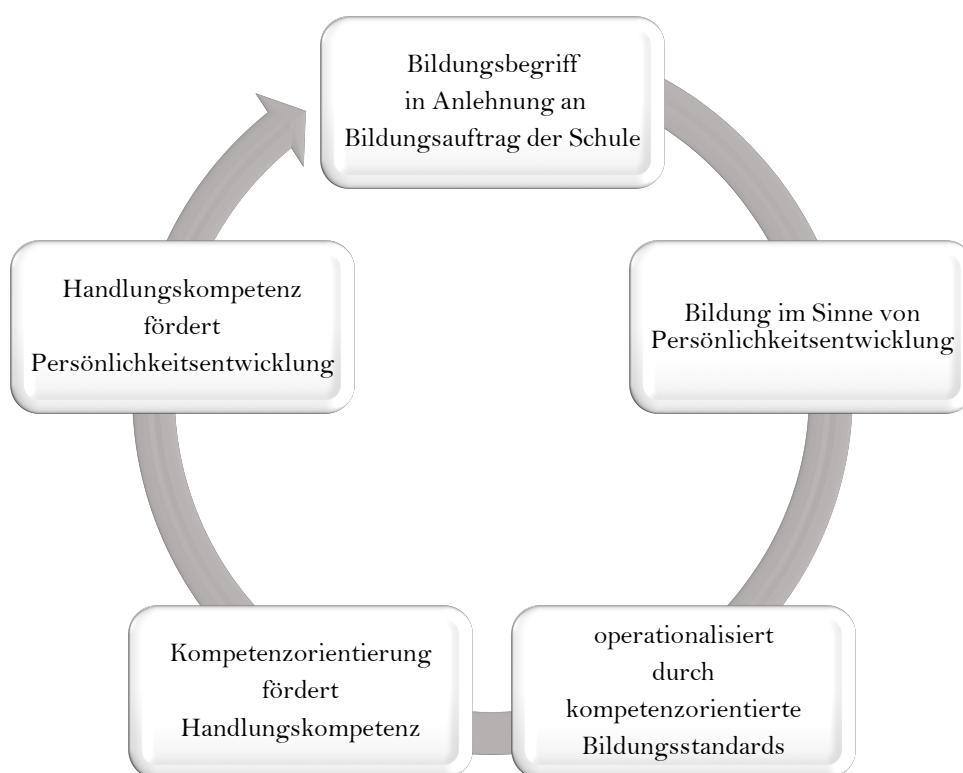 Bildungsbegriff
in Anlehnung an
Bildungsauftrag der Schule
Bildung im Sinne von
Persönlichkeitsentwicklung
operationalisiert
durch
kompetenzorientierte
Bildungsstandards
Kompetenzorientierung
fördert
Handlungskompetenz
Handlungskompetenz
fördert
Persönlichkeitsentwicklung